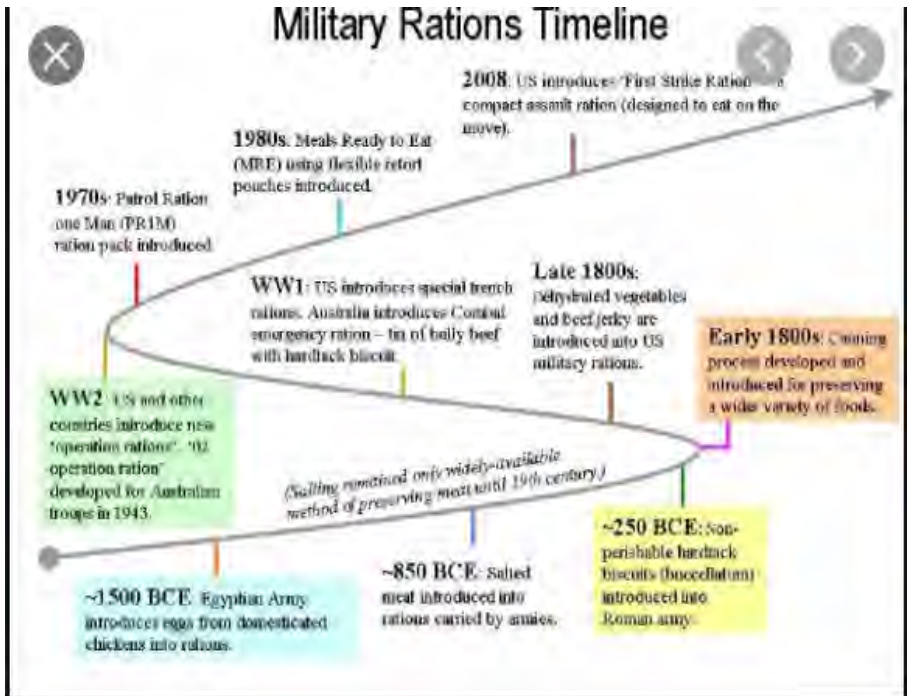 Military Rations Timeline
2008: US introduces 'First Strike Ration'
compact assault ration (designed to eat on the
move).
1980s: Meals Ready to Eat
(MRE) using flexible retort
pouches introduced.
1970s: Patrol Ration
one Man (PR1M)
ration pack introduced
WW1: US introduces special trench
rations. Australia introduces Combat
emergency ration – tin of bully beef
with hardtack biscuit
Late 1800s:
Dehydrated vegetables
and beef jerky are
introduced into US
military rations.
Early 1800s: Canning
process developed and
introduced for preserving
a wider variety of foods.
WW2 US and other
countries introduce new
'operation rations'. '02
operation ration'
developed for Australian
troops in 1943.
(Salting remained only widely-available
method of preserving meat until 19th century.)
~250 BCE: Non-
perishable hardtack
biscuits (buccellatum)
introduced into
Roman army.
~850 BCE: Salted
meat introduced into
rations carried by armies.
~1500 BCE Egyptian Army
introduces eggs from domesticated
chickens into rations.